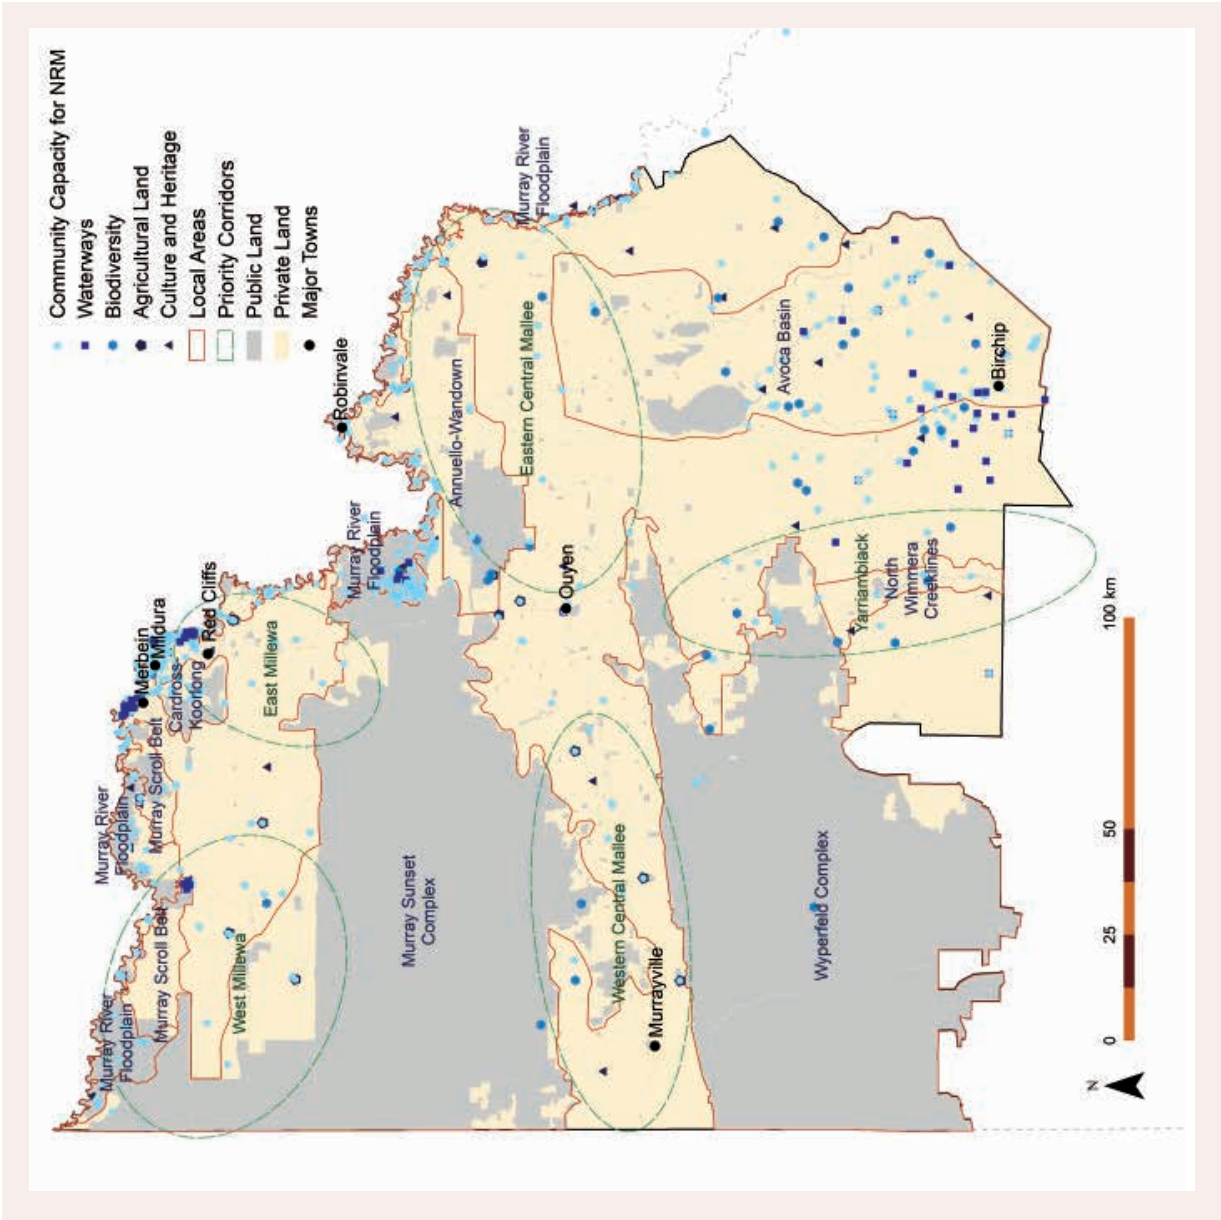 Community Capacity for NRM
Waterways
Biodiversity
Agricultural Land
Culture and Heritage
Local Areas
Priority Corridors
Public Land
Private Land
Major Towns
Murray River
Floodplain
Murray Scroll Belt
West Millewa
Murray River
Floodplain
Murray Scroll Belt
Merbein
Mildura
Cardross-
Koorlong
Red Cliffs
East Millewa
Murray River
Floodplain
Robinvale
Annuello-Wandown
Murray River
Floodplain
Eastern Central Mallee
Ouyen
Murray Sunset
Complex
Western Central Mallee
Murrayville
Avoca Basin
Birchip
Yarriambiack
North
Wimmera
Creeklines
Wyperfeld Complex
N
0
25
50
100 km